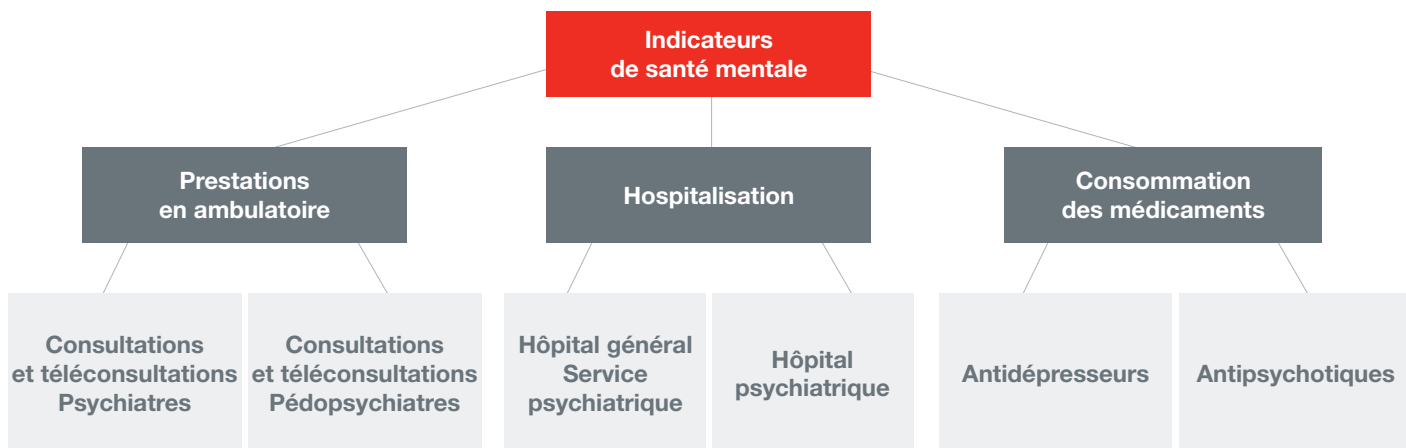 Indicateurs
de santé mentale
Prestations
en ambulatoire
Hospitalisation
Consommation
des médicaments
Consultations
et téléconsultations
Psychiatres
Consultations
et téléconsultations
Pédopsychiatres
Hôpital général
Service
psychiatrique
Hôpital
psychiatrique
Antidépresseurs
Antipsychotiques